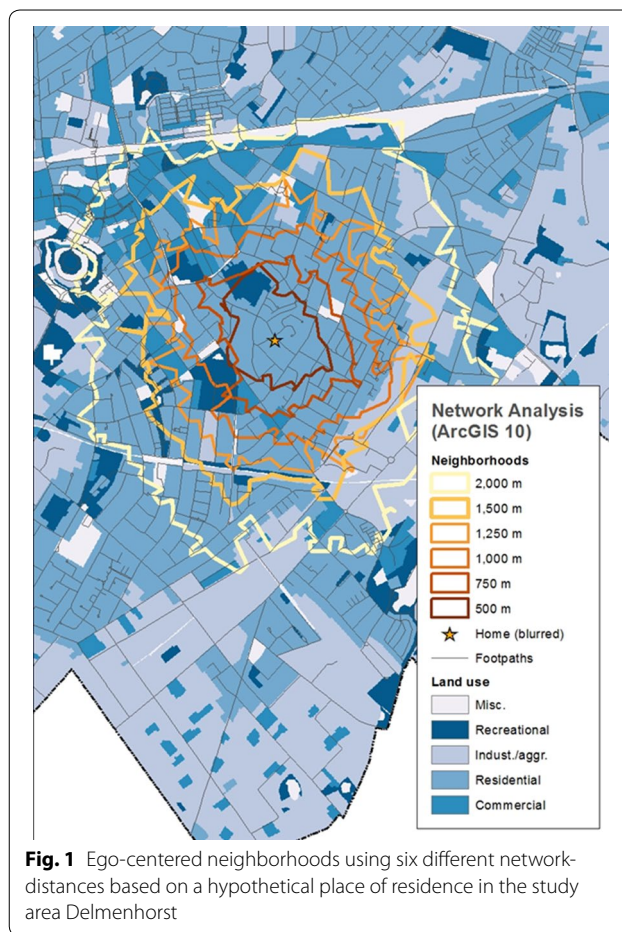 Network Analysis
(ArcGIS 10)
Neighborhoods
2,000 m
1,500 m
1,250 m
1,000 m
750 m
500 m
Home (blurred)
Footpaths
Land use
Misc.
Recreational
Indust./aggr.
Residential
Commercial
Fig. 1 Ego-centered neighborhoods using six different network-
distances based on a hypothetical place of residence in the study
area Delmenhorst